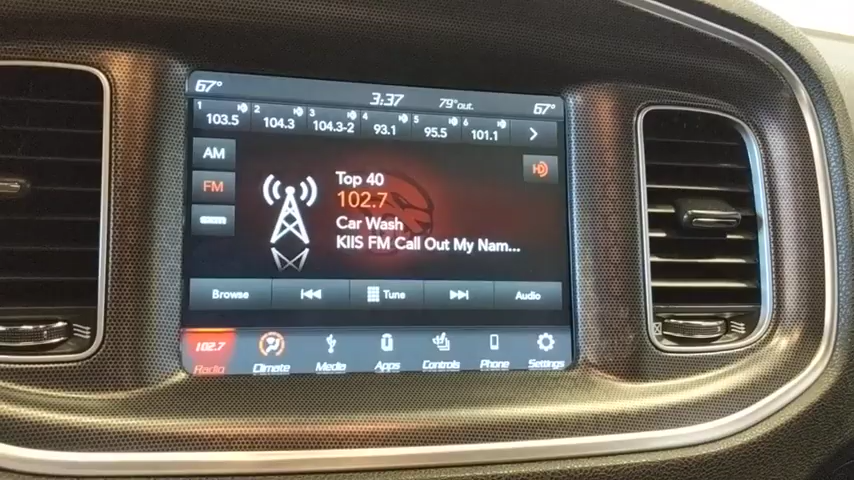 67°
3:37
79°out.
67°
1 103.5
2 104.3
3 104.3-2
4 93.1
5 95.5
6 101.1
AM
FM
Top 40
102.7
Car Wash
KIIS FM Call Out My Nam...
Browse
Tune
Audio
102.7
Radio
Climate
Media
Apps
Controls
Phone
Settings